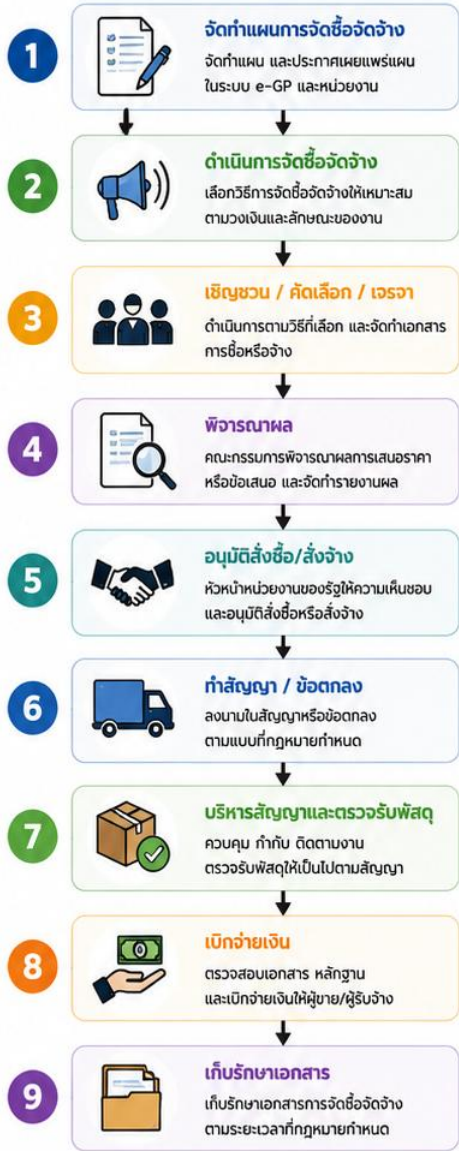 1
จัดทำแผนการจัดซื้อจัดจ้าง
จัดทำแผน และประกาศเผยแพร่แผน
ในระบบ e-GP และหน่วยงาน
2
ดำเนินการจัดซื้อจัดจ้าง
เลือกวิธีการจัดซื้อจัดจ้างให้เหมาะสม
ตามวงเงินและลักษณะของงาน
3
เชิญชวน / คัดเลือก / เจรจา
ดำเนินการตามวิธีที่เลือก และจัดทำเอกสาร
การซื้อหรือจ้าง
4
พิจารณาผล
คณะกรรมการพิจารณาผลการเสนอราคา
หรือข้อเสนอ และจัดทำรายงานผล
5
อนุมัติสั่งซื้อ/สั่งจ้าง
หัวหน้าหน่วยงานของรัฐให้ความเห็นชอบ
และอนุมัติสั่งซื้อหรือสั่งจ้าง
6
ทำสัญญา / ข้อตกลง
ลงนามในสัญญาหรือข้อตกลง
ตามแบบที่กฎหมายกำหนด
7
บริหารสัญญาและตรวจรับพัสดุ
ควบคุม กำกับ ติดตามงาน
ตรวจรับพัสดุให้เป็นไปตามสัญญา
8
เบิกจ่ายเงิน
ตรวจสอบเอกสาร หลักฐาน
และเบิกจ่ายเงินให้ผู้ขาย/ผู้รับจ้าง
9
เก็บรักษาเอกสาร
เก็บรักษาเอกสารการจัดซื้อจัดจ้าง
ตามระยะเวลาที่กฎหมายกำหนด